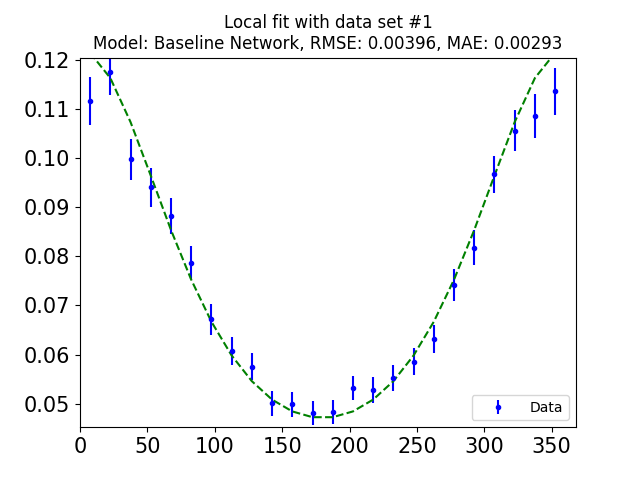 Local fit with data set #1
Model: Baseline Network, RMSE: 0.00396, MAE: 0.00293
0.12
0.11
0.10
0.09
0.08
0.07
0.06
0.05
Data
0 50 100 150 200 250 300 350